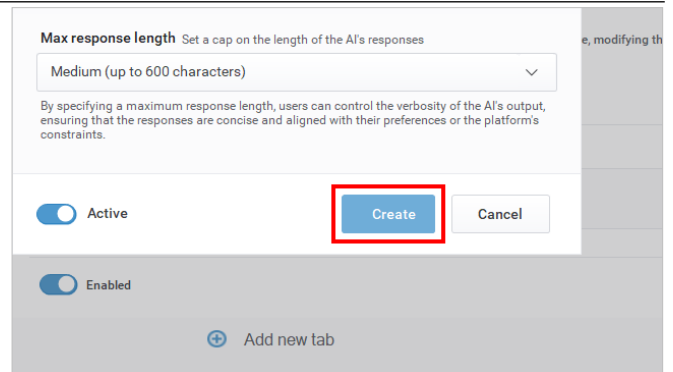 Max response length Set a cap on the length of the AI's responses
e, modifying th
Medium (up to 600 characters)
By specifying a maximum response length, users can control the verbosity of the AI's output,
ensuring that the responses are concise and aligned with their preferences or the platform's
constraints.
Active
Create
Cancel
Enabled
Add new tab